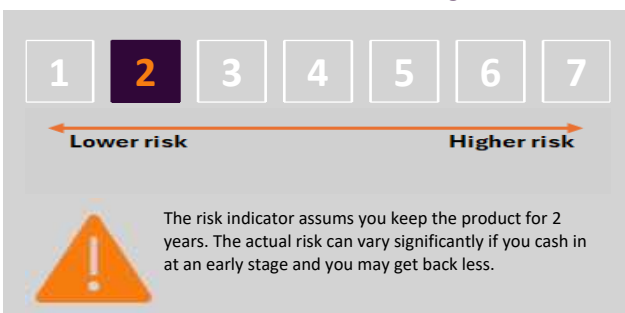 1 2 3 4 5 6 7
Lower risk Higher risk
The risk indicator assums you keep the product for 2
years. The actual risk can vary significantly if you cash in
at an early stage and you may get back less.